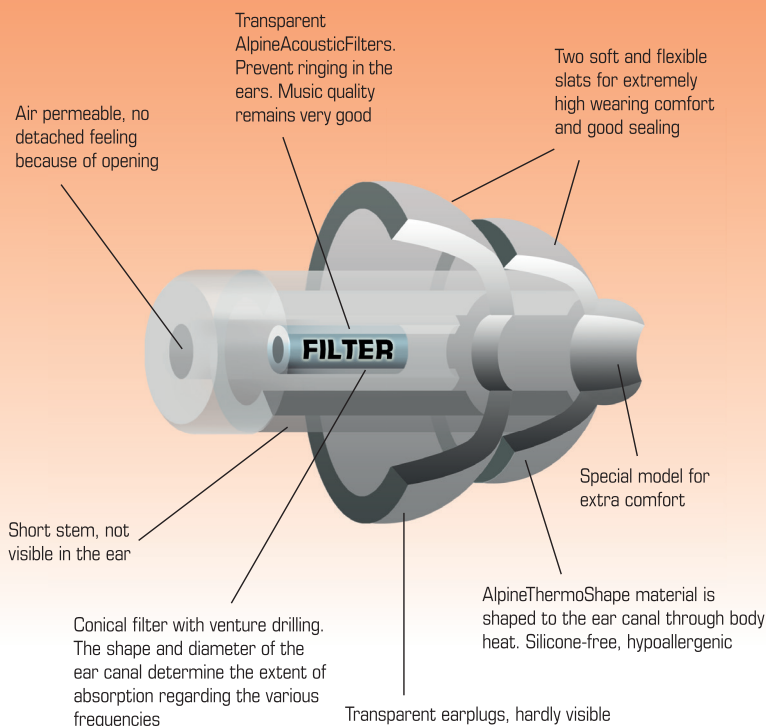 Transparent
AlpineAcousticFilters.
Prevent ringing in the
ears. Music quality
remains very good
Two soft and flexible
slats for extremely
high wearing comfort
and good sealing
Air permeable, no
detached feeling
because of opening
FILTER
Special model for
extra comfort
Short stem, not
visible in the ear
AlpineThermoShape material is
shaped to the ear canal through body
heat. Silicone-free, hypoallergenic
Conical filter with venture drilling.
The shape and diameter of the
ear canal determine the extent of
absorption regarding the various
frequencies
Transparent earplugs, hardly visible